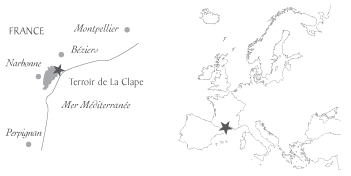 Montpellier
FRANCE
Béziers
Narbonne
Terroir de La Clape
Mer Méditerranée
Perpignan